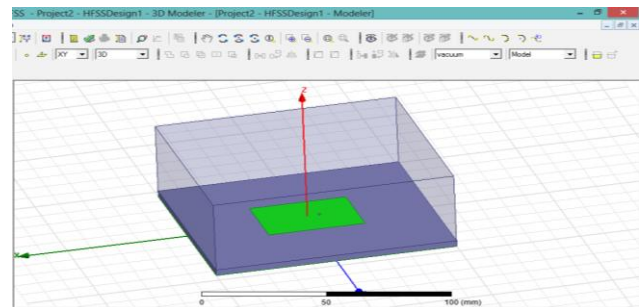 SS - Project2 - HFSSDesign1 - 3D Modeler - [Project2 - HFSSDesign1 - Modeler]
XY 3D vacuum Model
Z
0 50 100 (mm)